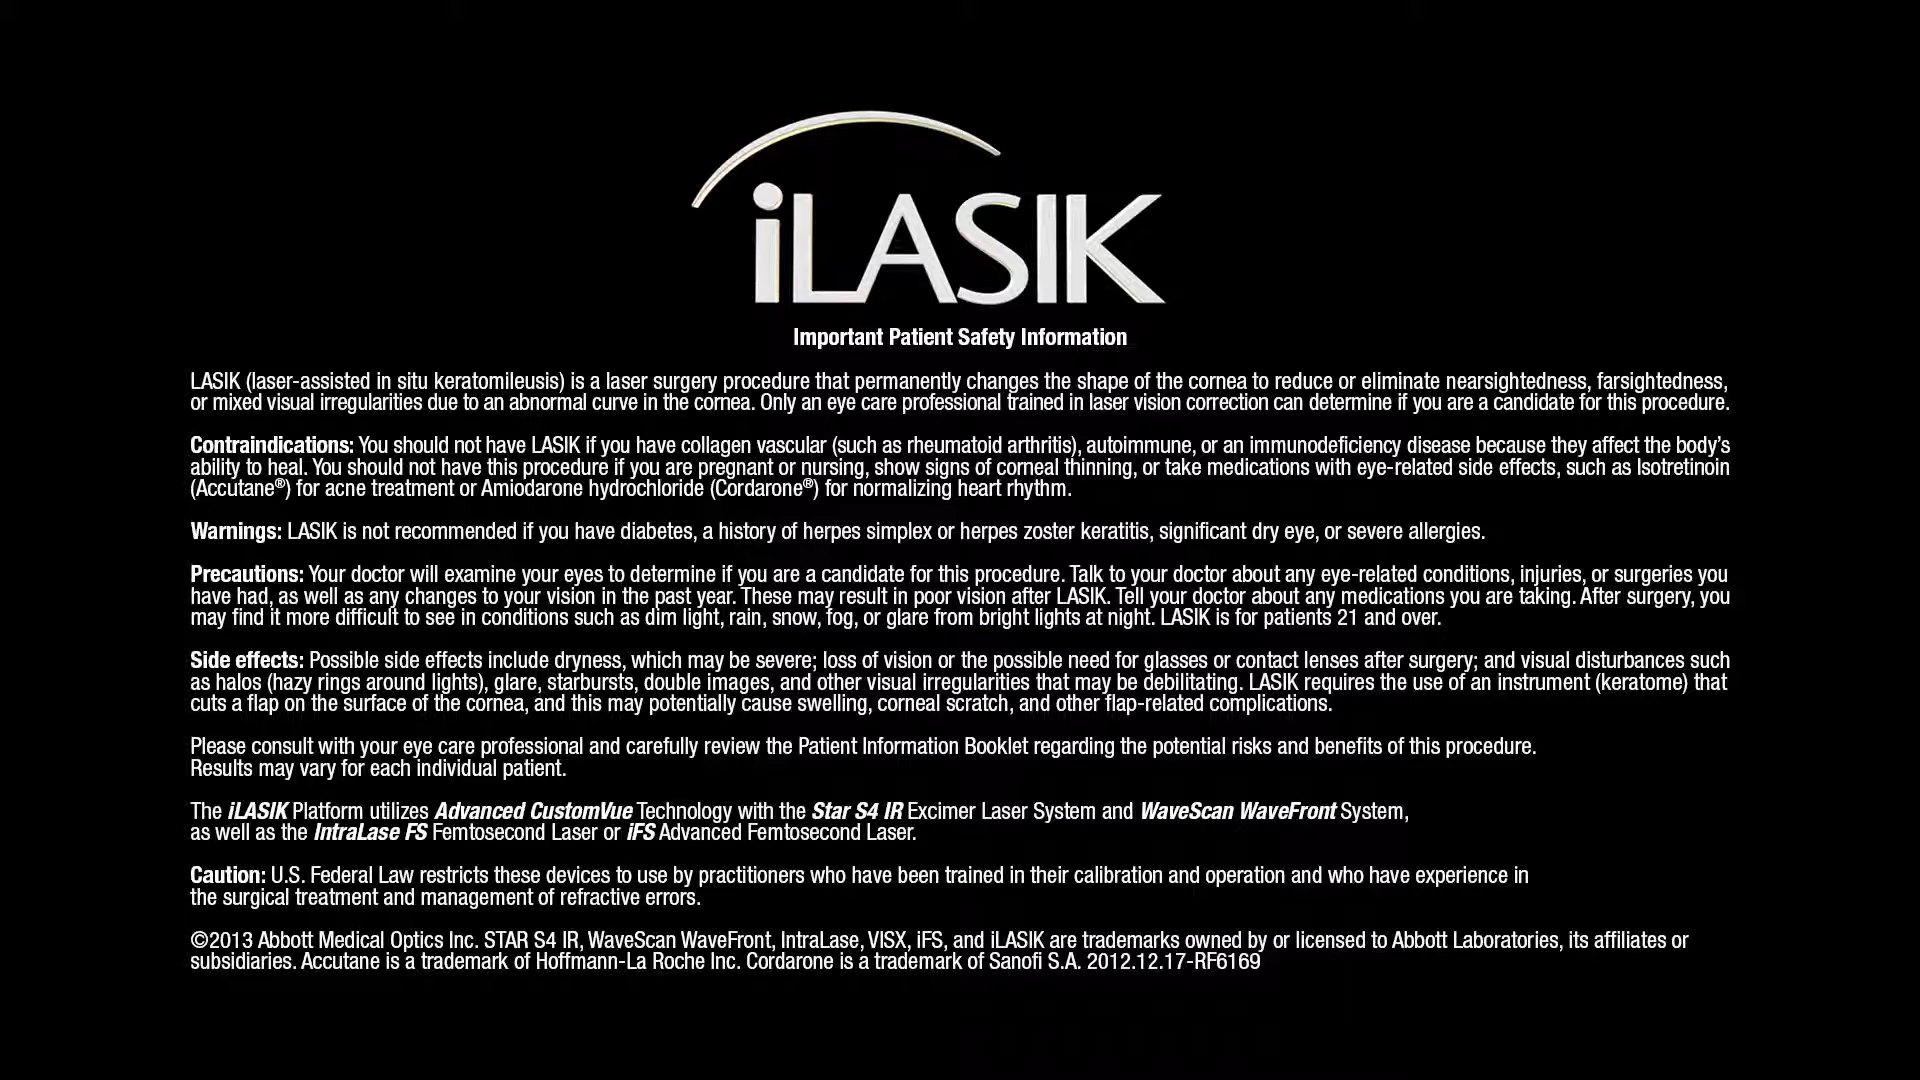 iLASIK
Important Patient Safety Information
LASIK (laser-assisted in situ keratomileusis) is a laser surgery procedure that permanently changes the shape of the cornea to reduce or eliminate nearsightedness, farsightedness,
or mixed visual irregularities due to an abnormal curve in the cornea. Only an eye care professional trained in laser vision correction can determine if you are a candidate for this procedure.
Contraindications: You should not have LASIK if you have collagen vascular (such as rheumatoid arthritis), autoimmune, or an immunodeficiency disease because they affect the body’s
ability to heal. You should not have this procedure if you are pregnant or nursing, show signs of corneal thinning, or take medications with eye-related side effects, such as Isotretinoin
(Accutane®) for acne treatment or Amiodarone hydrochloride (Cordarone®) for normalizing heart rhythm.
Warnings: LASIK is not recommended if you have diabetes, a history of herpes simplex or herpes zoster keratitis, significant dry eye, or severe allergies.
Precautions: Your doctor will examine your eyes to determine if you are a candidate for this procedure. Talk to your doctor about any eye-related conditions, injuries, or surgeries you
have had, as well as any changes to your vision in the past year. These may result in poor vision after LASIK. Tell your doctor about any medications you are taking. After surgery, you
may find it more difficult to see in conditions such as dim light, rain, snow, fog, or glare from bright lights at night. LASIK is for patients 21 and over.
Side effects: Possible side effects include dryness, which may be severe; loss of vision or the possible need for glasses or contact lenses after surgery; and visual disturbances such
as halos (hazy rings around lights), glare, starbursts, double images, and other visual irregularities that may be debilitating. LASIK requires the use of an instrument (keratome) that
cuts a flap on the surface of the cornea, and this may potentially cause swelling, corneal scratch, and other flap-related complications.
Please consult with your eye care professional and carefully review the Patient Information Booklet regarding the potential risks and benefits of this procedure.
Results may vary for each individual patient.
The iLASIK Platform utilizes Advanced CustomVue Technology with the Star S4 IR Excimer Laser System and WaveScan WaveFront System,
as well as the IntraLase FS Femtosecond Laser or iFS Advanced Femtosecond Laser.
Caution: U.S. Federal Law restricts these devices to use by practitioners who have been trained in their calibration and operation and who have experience in
the surgical treatment and management of refractive errors.
©2013 Abbott Medical Optics Inc. STAR S4 IR, WaveScan WaveFront, IntraLase, VISX, iFS, and iLASIK are trademarks owned by or licensed to Abbott Laboratories, its affiliates or
subsidiaries. Accutane is a trademark of Hoffmann-La Roche Inc. Cordarone is a trademark of Sanofi S.A. 2012.12.17-RF6169